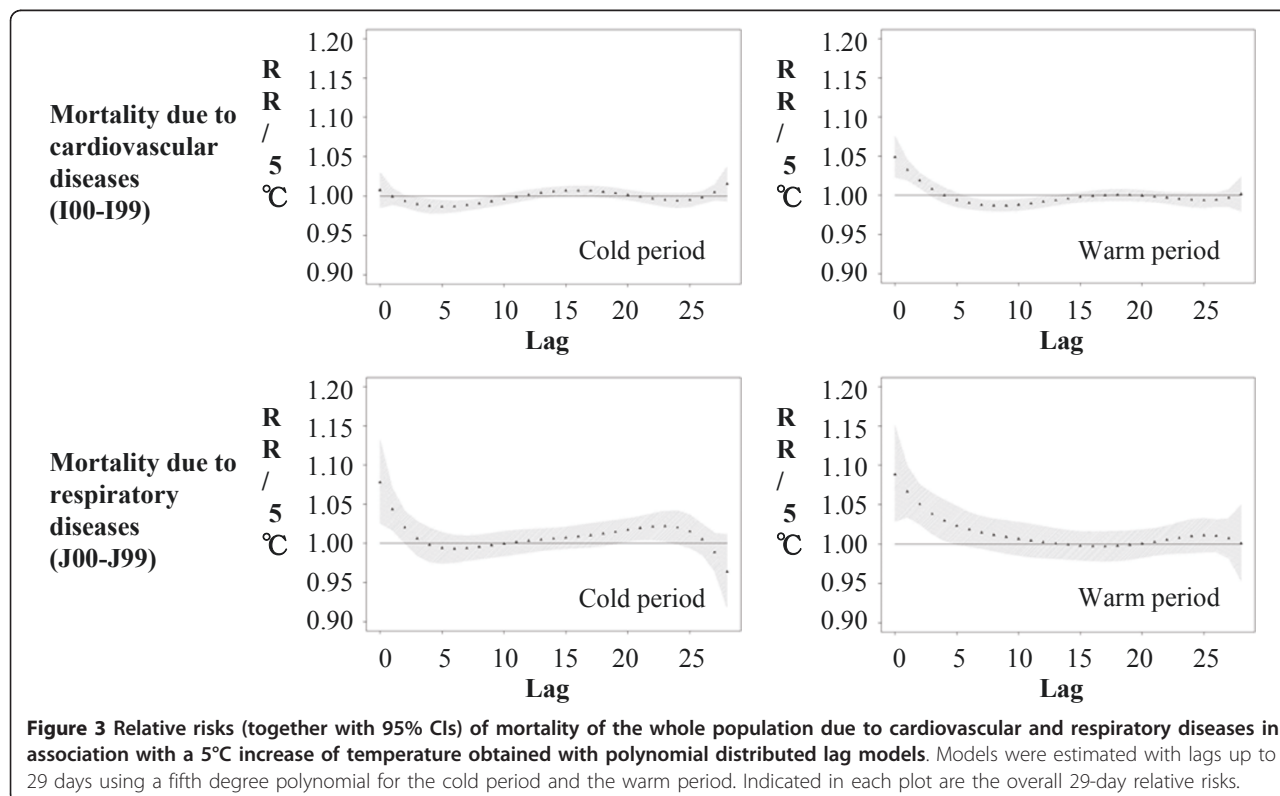 Mortality due to
cardiovascular
diseases
(I00-I99)
R
R
/
5
℃
1.20
1.15
1.10
1.05
1.00
0.95
0.90
Cold period
0 5 10 15 20 25
Lag
R
R
/
5
℃
1.20
1.15
1.10
1.05
1.00
0.95
0.90
Warm period
0 5 10 15 20 25
Lag
Mortality due to
respiratory
diseases
(J00-J99)
R
R
/
5
℃
1.20
1.15
1.10
1.05
1.00
0.95
0.90
Cold period
0 5 10 15 20 25
Lag
R
R
/
5
℃
1.20
1.15
1.10
1.05
1.00
0.95
0.90
Warm period
0 5 10 15 20 25
Lag
Figure 3 Relative risks (together with 95% CIs) of mortality of the whole population due to cardiovascular and respiratory diseases in
association with a 5°C increase of temperature obtained with polynomial distributed lag models. Models were estimated with lags up to
29 days using a fifth degree polynomial for the cold period and the warm period. Indicated in each plot are the overall 29-day relative risks.